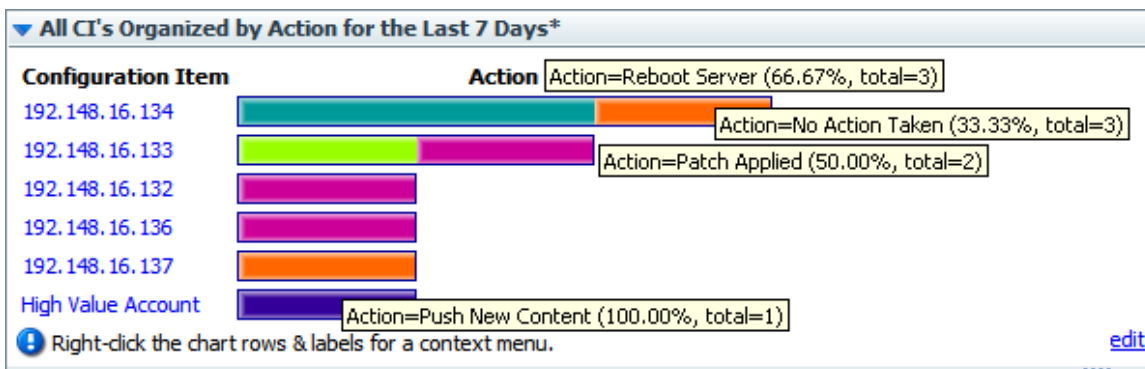 All CI's Organized by Action for the Last 7 Days*
Configuration Item Action Action=Reboot Server (66.67%, total=3)
192.148.16.134
Action=No Action Taken (33.33%, total=3)
192.148.16.133
Action=Patch Applied (50.00%, total=2)
192.148.16.132
192.148.16.136
192.148.16.137
High Value Account
Action=Push New Content (100.00%, total=1)
Right-click the chart rows & labels for a context menu.
edit